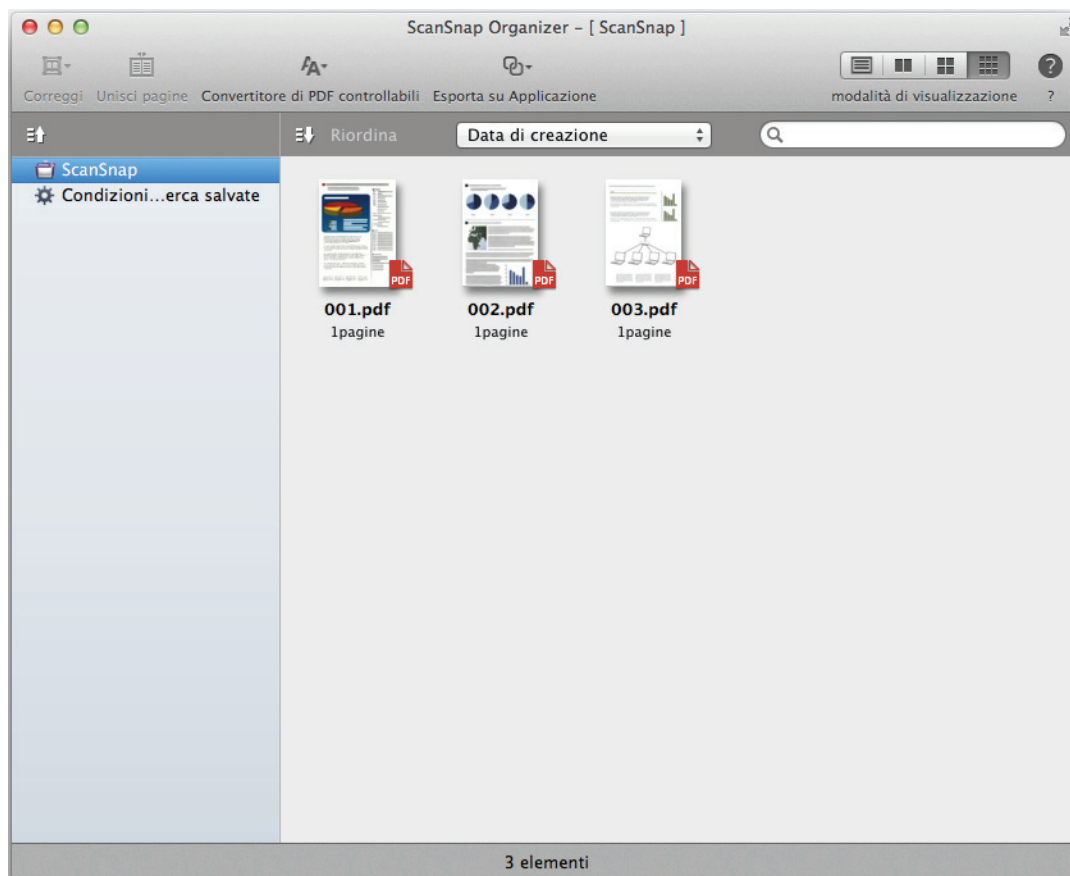 ScanSnap Organizer – [ ScanSnap ]
Correggi Unisci pagine Convertitore di PDF controllabili Esporta su Applicazione modalità di visualizzazione ?
Riordina Data di creazione
ScanSnap
Condizioni...erca salvate
PDF PDF PDF
001.pdf 002.pdf 003.pdf
1pagine 1pagine 1pagine
3 elementi